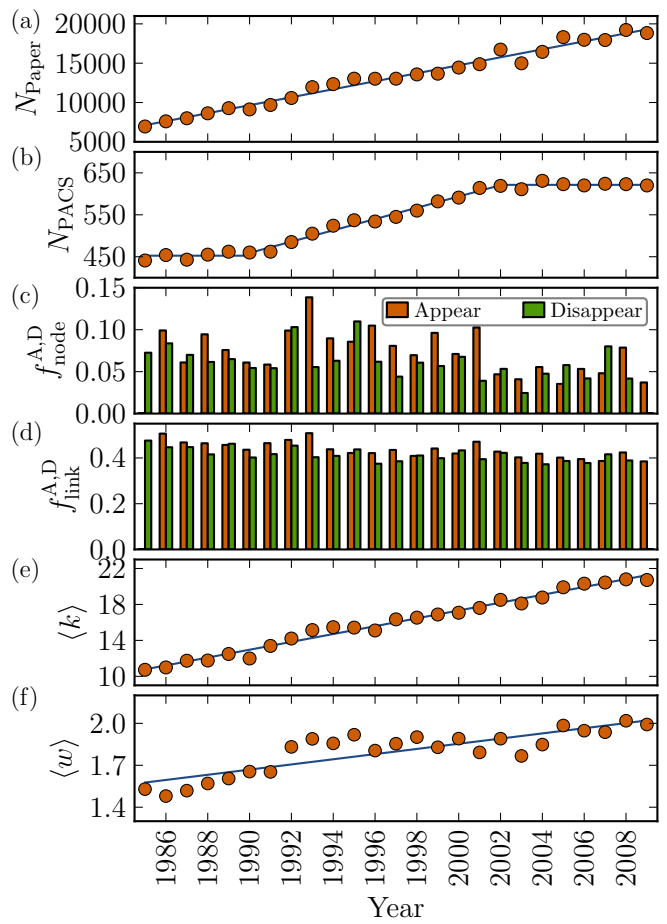 (a)
20000
15000
10000
5000
N_Paper
(b)
650
550
450
N_PACS
(c)
0.15
0.10
0.05
0.00
f_node^A,D
Appear
Disappear
(d)
0.4
0.2
0.0
f_link^A,D
(e)
22
18
14
10
⟨k⟩
(f)
2.0
1.7
1.4
⟨w⟩
1986 1988 1990 1992 1994 1996 1998 2000 2002 2004 2006 2008
Year